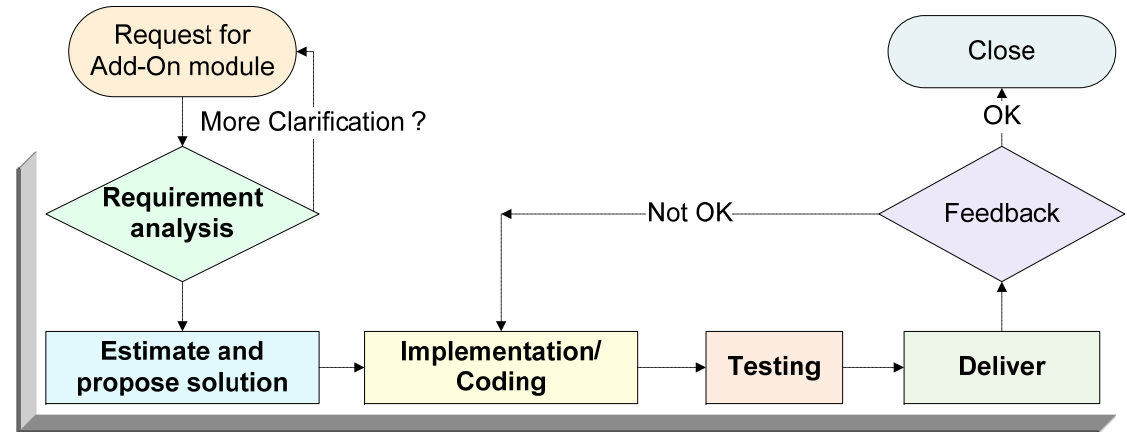 Request for
Add-On module
Close
More Clarification ?
OK
Requirement
analysis
Not OK
Feedback
Estimate and
propose solution
Implementation/
Coding
Testing
Deliver